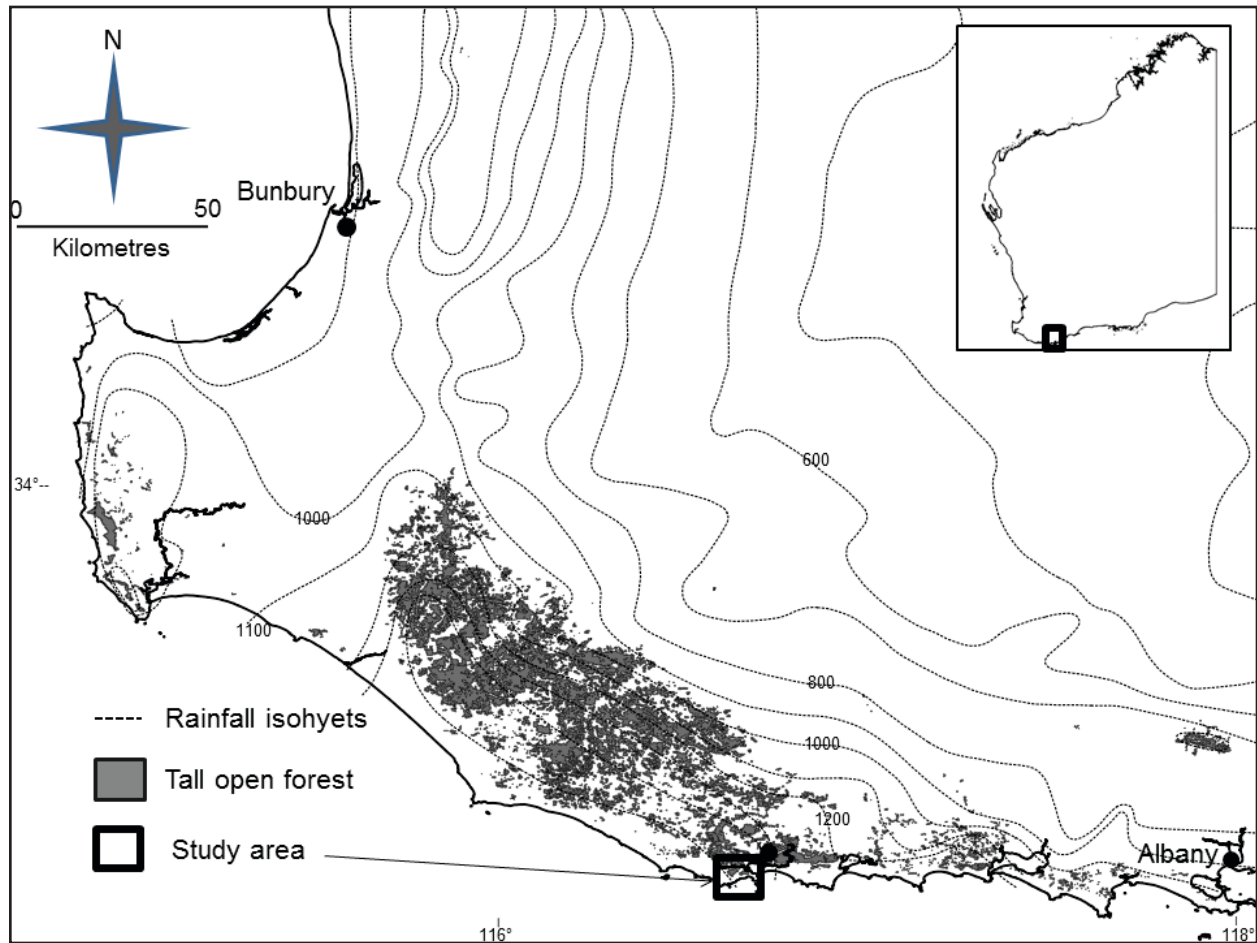 N
Bunbury
0 50
Kilometres
34°--
600
1000
1100
800
Rainfall isohyets
1000
Tall open forest
1200
Study area
Albany
116°
118°